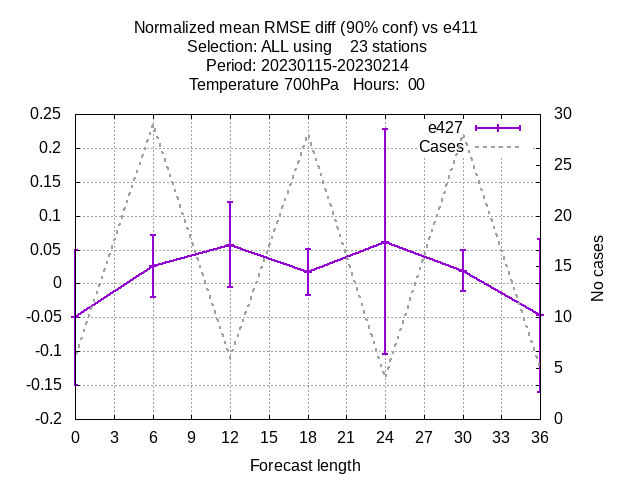 Normalized mean RMSE diff (90% conf) vs e411
Selection: ALL using    23 stations
Period: 20230115-20230214
Temperature 700hPa   Hours:  00
e427
Cases
0.25
0.2
0.15
0.1
0.05
0
-0.05
-0.1
-0.15
-0.2
30
25
20
15
10
5
0
No cases
0 3 6 9 12 15 18 21 24 27 30 33 36
Forecast length